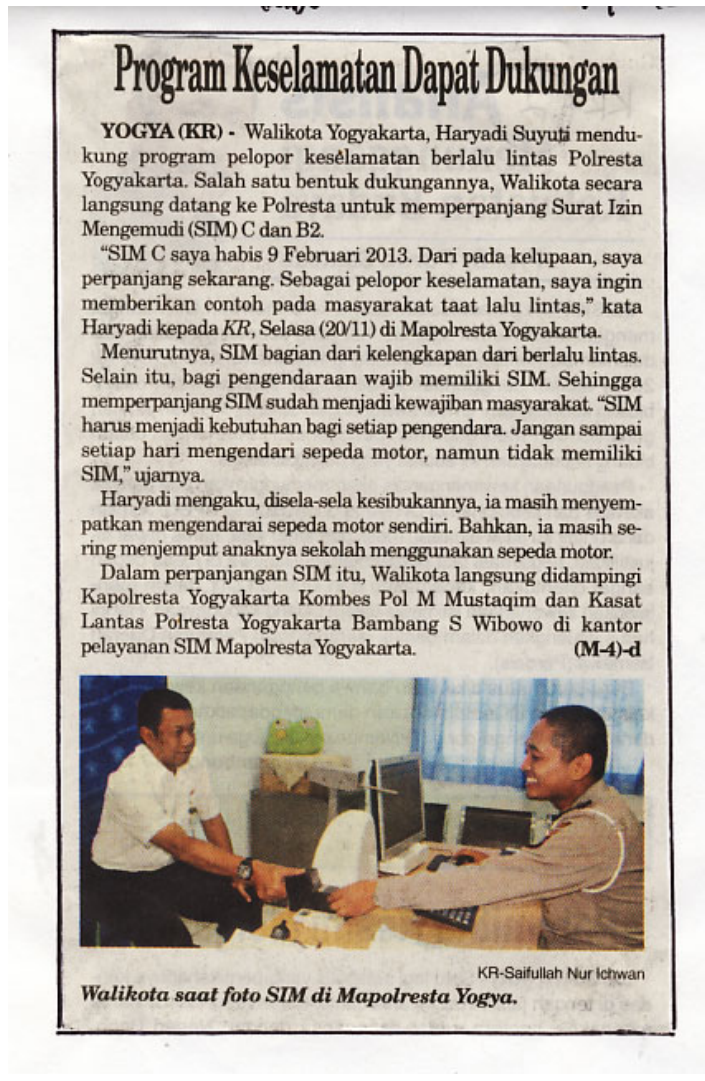 Program Keselamatan Dapat Dukungan
YOGYA (KR) - Walikota Yogyakarta, Haryadi Suyuti mendu-
kung program pelopor keselamatan berlalu lintas Polresta
Yogyakarta. Salah satu bentuk dukungannya, Walikota secara
langsung datang ke Polresta untuk memperpanjang Surat Izin
Mengemudi (SIM) C dan B2.
“SIM C saya habis 9 Februari 2013. Dari pada kelupaan, saya
perpanjang sekarang. Sebagai pelopor keselamatan, saya ingin
memberikan contoh pada masyarakat taat lalu lintas,” kata
Haryadi kepada KR, Selasa (20/11) di Mapolresta Yogyakarta.
Menurutnya, SIM bagian dari kelengkapan dari berlalu lintas.
Selain itu, bagi pengendaraan wajib memiliki SIM. Sehingga
memperpanjang SIM sudah menjadi kewajiban masyarakat. “SIM
harus menjadi kebutuhan bagi setiap pengendara. Jangan sampai
setiap hari mengendari sepeda motor, namun tidak memiliki
SIM,” ujarnya.
Haryadi mengaku, disela-sela kesibukannya, ia masih menyem-
patkan mengendarai sepeda motor sendiri. Bahkan, ia masih se-
ring menjemput anaknya sekolah menggunakan sepeda motor.
Dalam perpanjangan SIM itu, Walikota langsung didampingi
Kapolresta Yogyakarta Kombes Pol M Mustaqim dan Kasat
Lantas Polresta Yogyakarta Bambang S Wibowo di kantor
pelayanan SIM Mapolresta Yogyakarta. (M-4)-d
KR-Saifullah Nur Ichwan
Walikota saat foto SIM di Mapolresta Yogya.